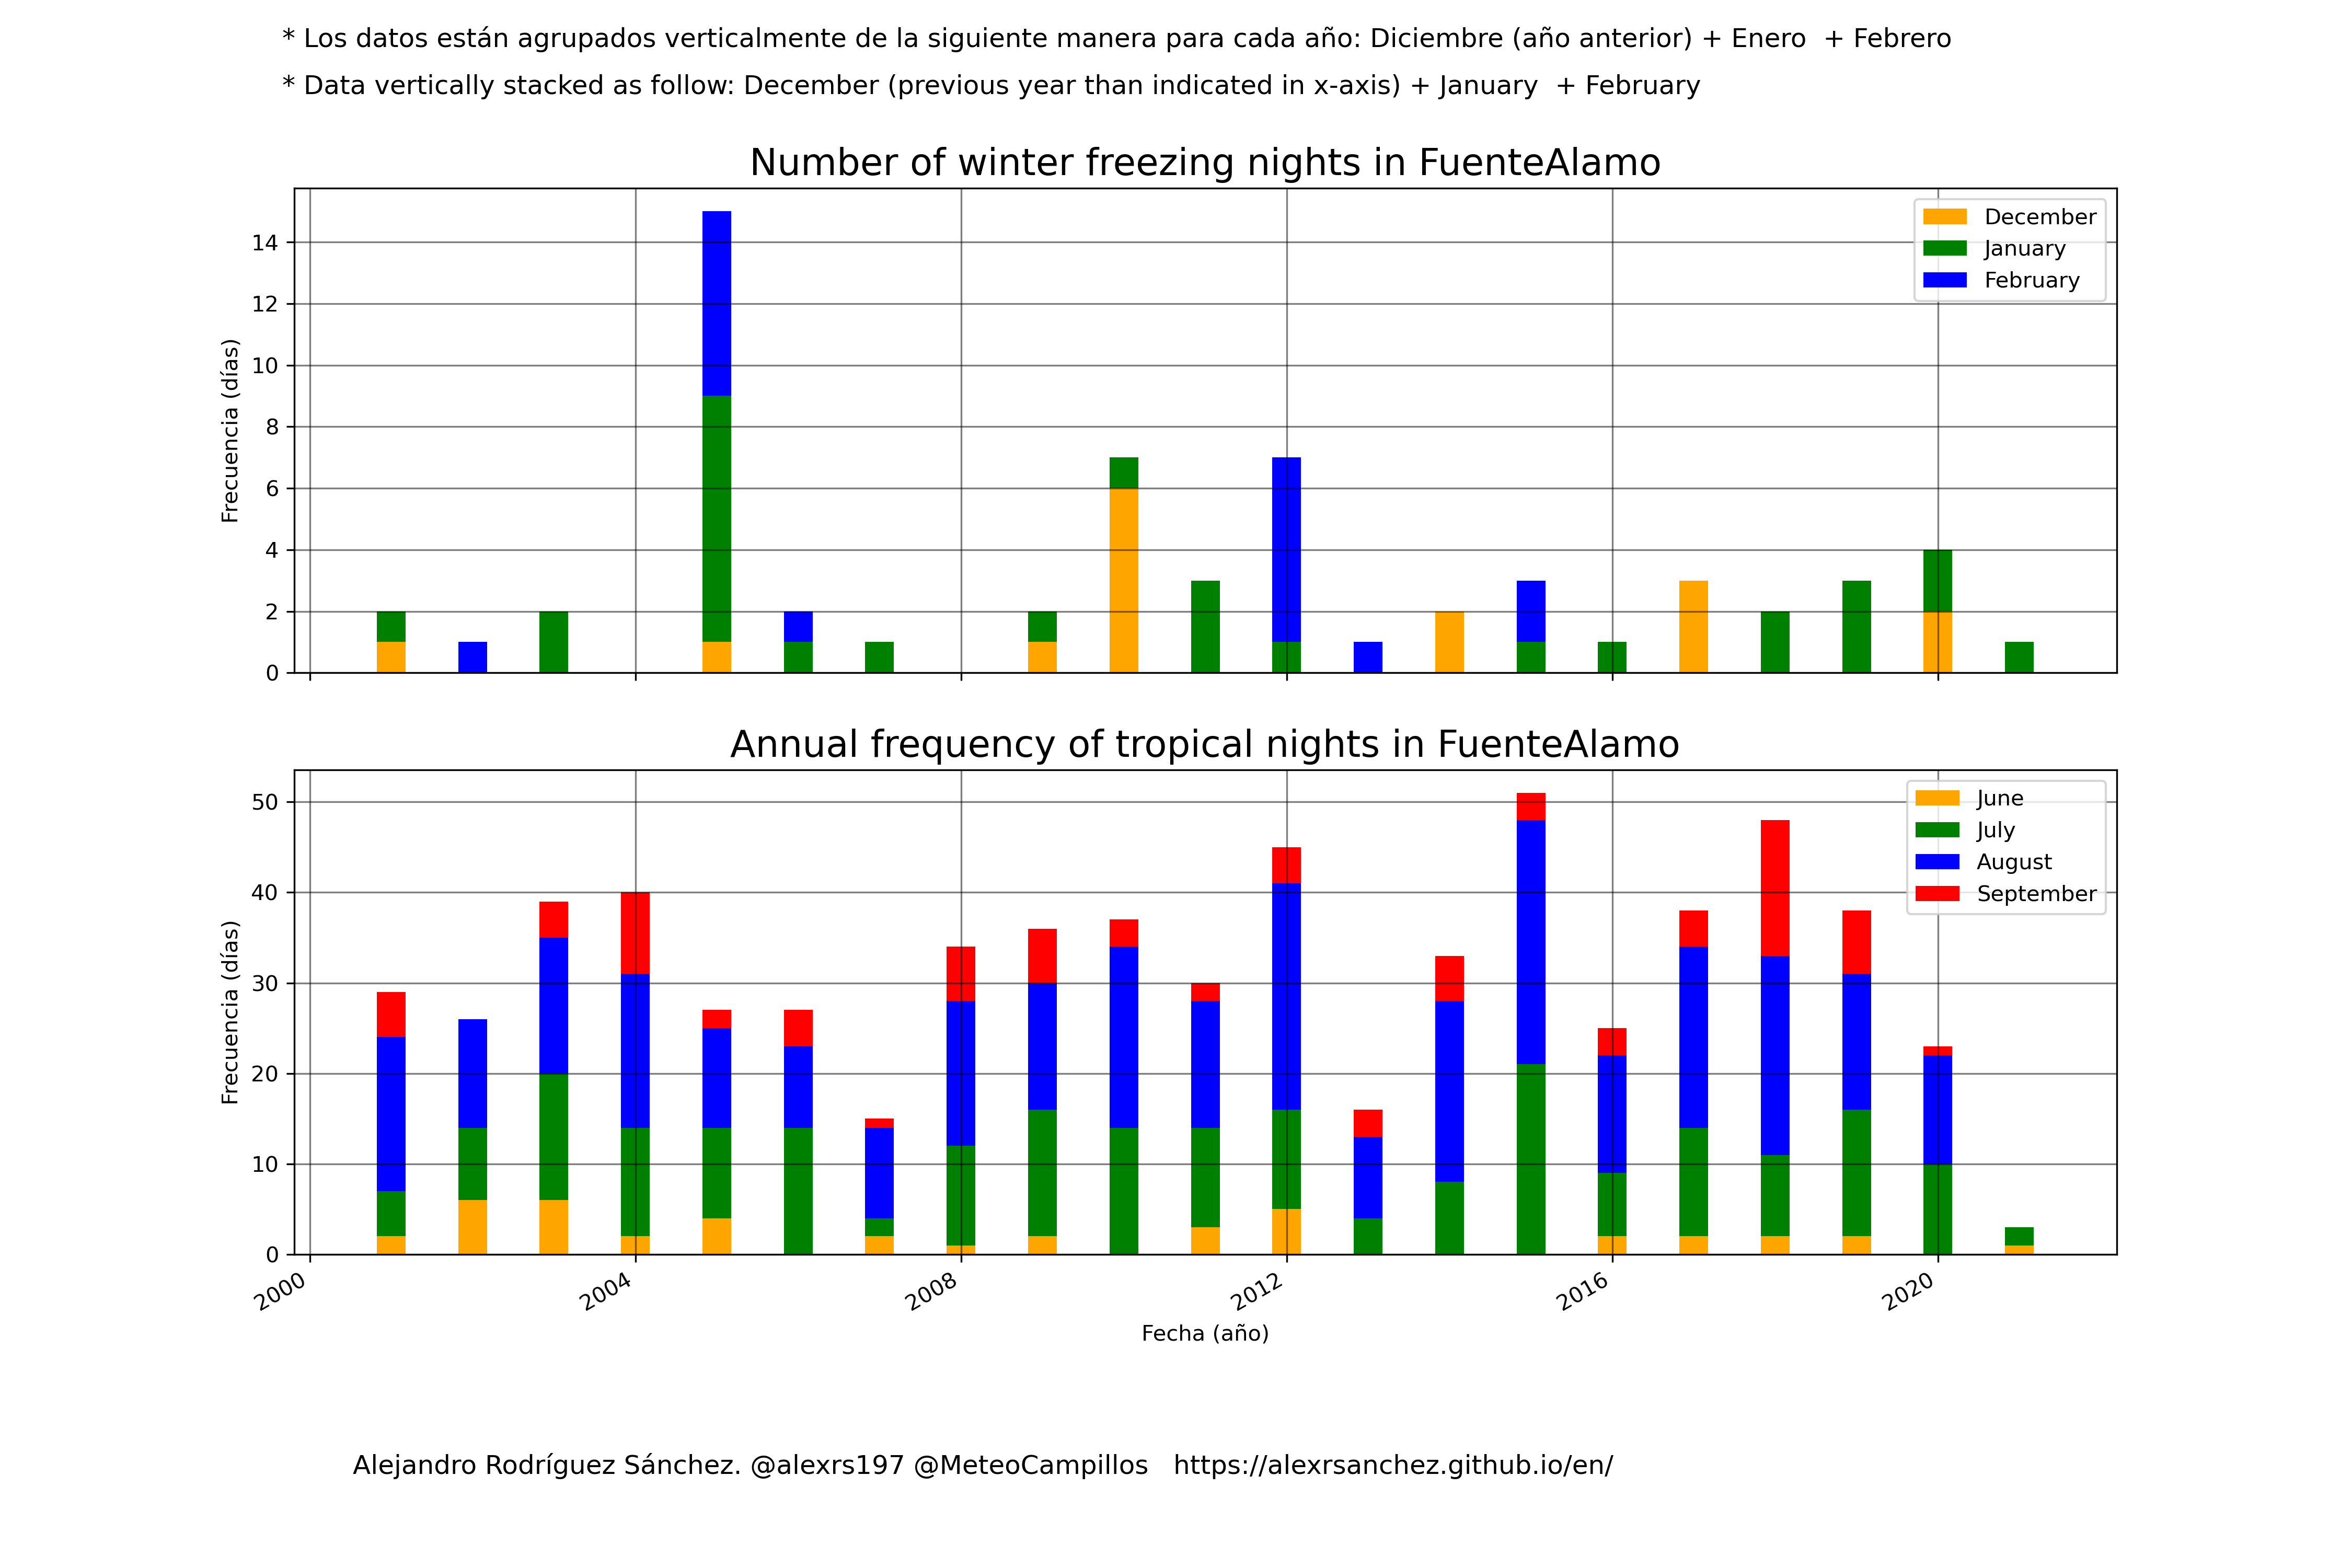 * Los datos están agrupados verticalmente de la siguiente manera para cada año: Diciembre (año anterior) + Enero  + Febrero
* Data vertically stacked as follow: December (previous year than indicated in x-axis) + January  + February
Number of winter freezing nights in FuenteAlamo
Frecuencia (días)
14
12
10
8
6
4
2
0
December
January
February
Annual frequency of tropical nights in FuenteAlamo
Frecuencia (días)
50
40
30
20
10
0
June
July
August
September
2000 2004 2008 2012 2016 2020
Fecha (año)
Alejandro Rodríguez Sánchez. @alexrs197 @MeteoCampillos   https://alexrsanchez.github.io/en/